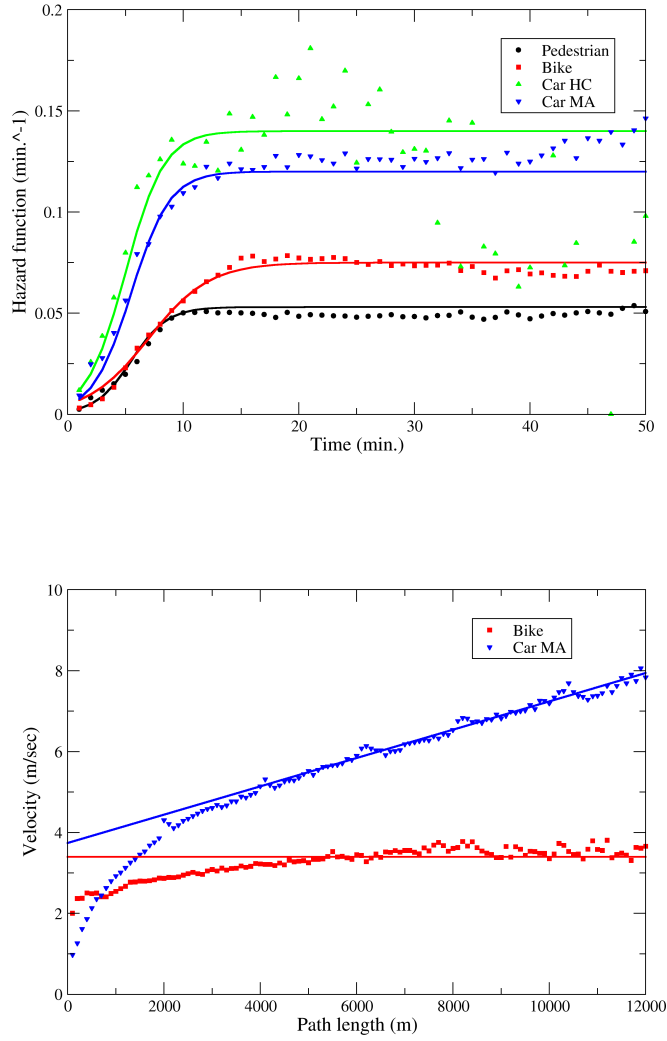 0.2
0.15
0.1
0.05
0
Hazard function (min.^-1)
Pedestrian
Bike
Car HC
Car MA
0 10 20 30 40 50
Time (min.)
10
8
6
4
2
0
Velocity (m/sec)
Bike
Car MA
0 2000 4000 6000 8000 10000 12000
Path length (m)